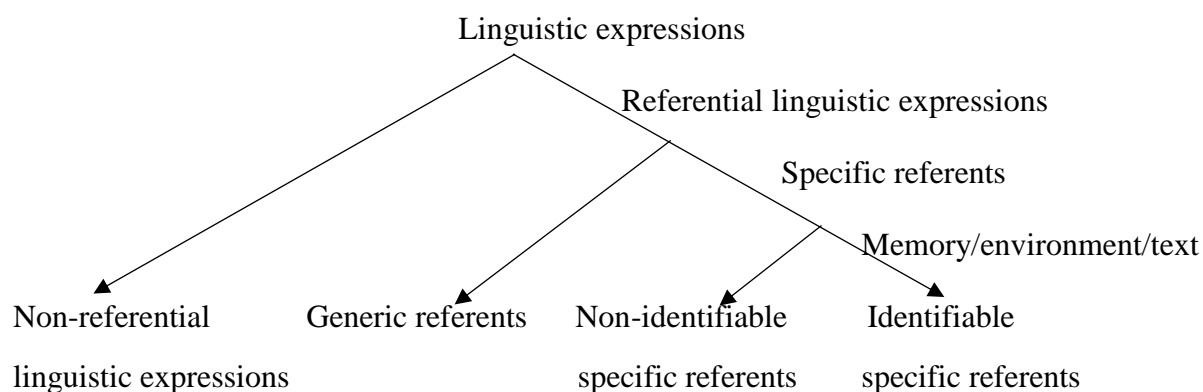 Linguistic expressions
Referential linguistic expressions
Specific referents
Memory/environment/text
Non-referential Generic referents Non-identifiable Identifiable
linguistic expressions specific referents specific referents